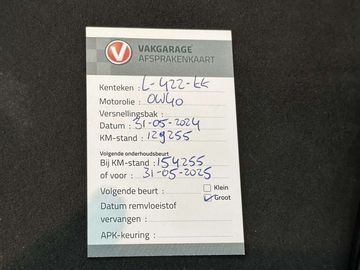 VAKGARAGE
AFSPRAKENKAART
Kenteken : L-422-kk
Motorolie : 0W40
Versnellingsbak :
Datum : 31-05-2024
KM-stand : 129255
Volgende onderhoudsbeurt:
Bij KM-stand : 154255
of voor : 31-05-2025
Volgende beurt : Klein
Groot
Datum remvloeistof
vervangen :
APK-keuring :